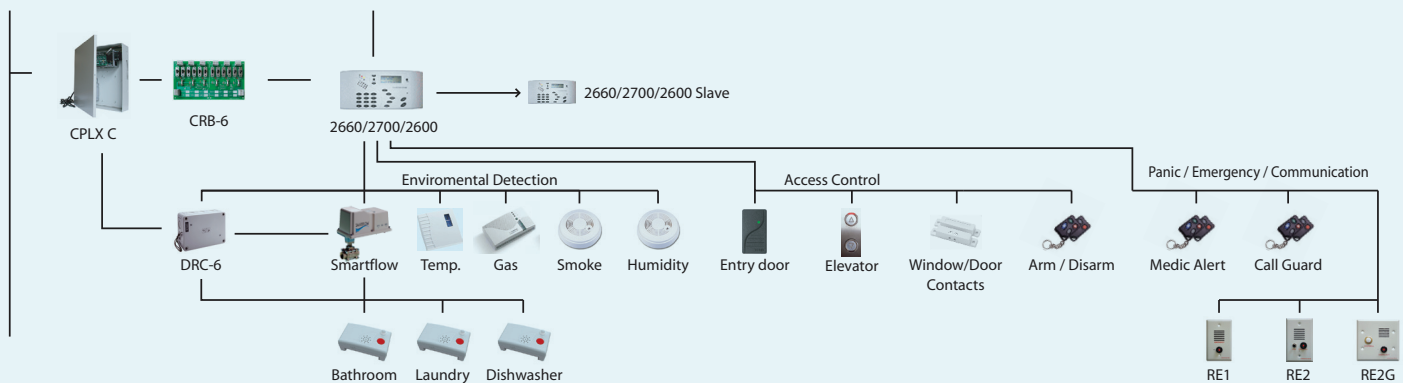 2660/2700/2600 Slave
CRB-6
CPLX C
2660/2700/2600
Enviromental Detection
Access Control
Panic / Emergency / Communication
DRC-6
Smartflow
Temp.
Gas
Smoke
Humidity
Entry door
Elevator
Window/Door
Contacts
Arm / Disarm
Medic Alert
Call Guard
Bathroom
Laundry
Dishwasher
RE1
RE2
RE2G